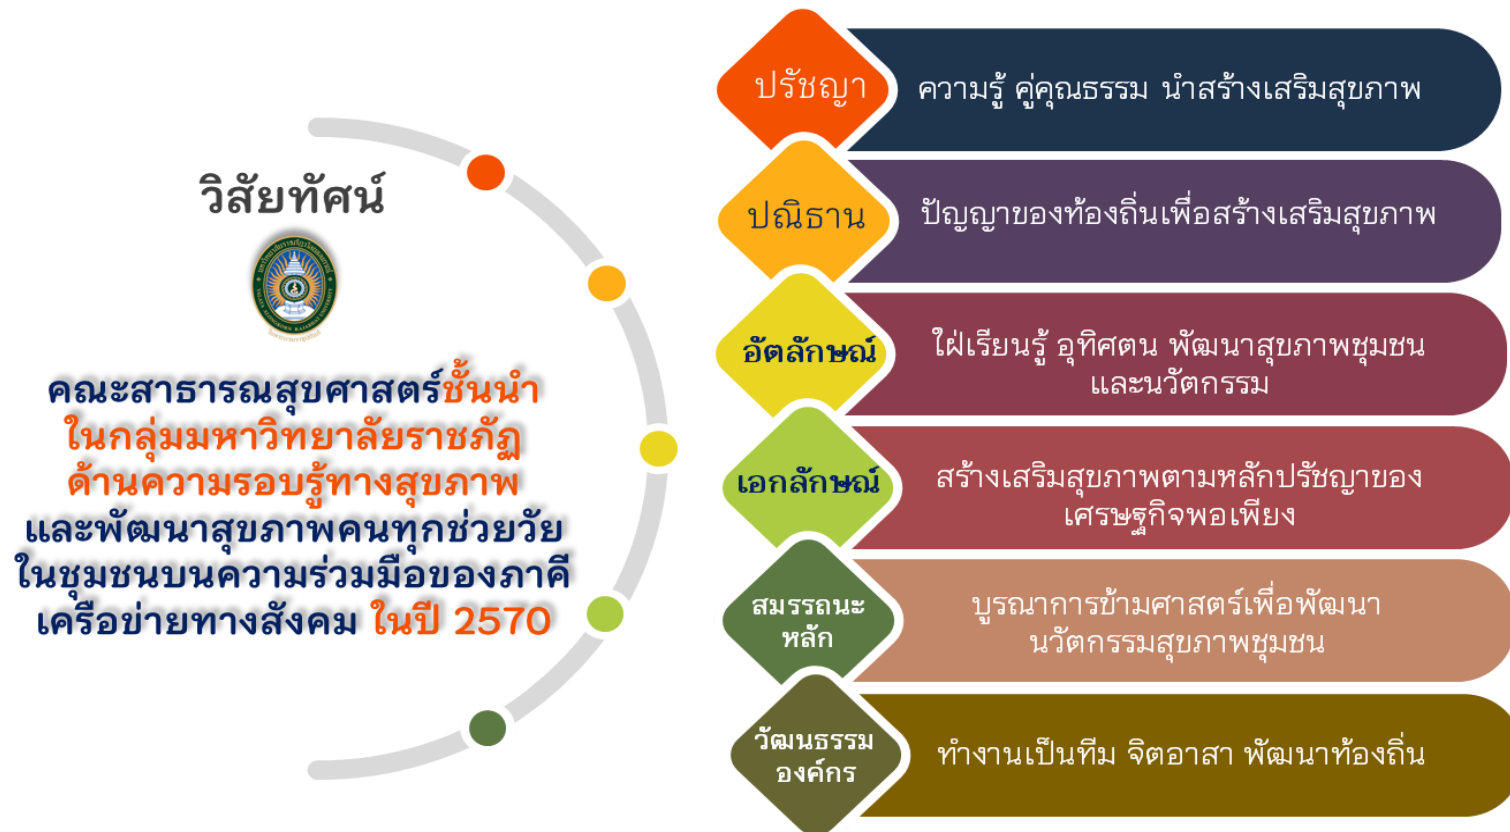 วิสัยทัศน์
คณะสาธารณสุขศาสตร์ชั้นนำ
ในกลุ่มมหาวิทยาลัยราชภัฏ
ด้านความรอบรู้ทางสุขภาพ
และพัฒนาสุขภาพคนทุกช่วยวัย
ในชุมชนบนความร่วมมือของภาคี
เครือข่ายทางสังคม ในปี 2570
ปรัชญา
ความรู้ คู่คุณธรรม นำสร้างเสริมสุขภาพ
ปณิธาน
ปัญญาของท้องถิ่นเพื่อสร้างเสริมสุขภาพ
อัตลักษณ์
ใฝ่เรียนรู้ อุทิศตน พัฒนาสุขภาพชุมชน
และนวัตกรรม
เอกลักษณ์
สร้างเสริมสุขภาพตามหลักปรัชญาของ
เศรษฐกิจพอเพียง
สมรรถนะ
หลัก
บูรณาการข้ามศาสตร์เพื่อพัฒนา
นวัตกรรมสุขภาพชุมชน
วัฒนธรรม
องค์กร
ทำงานเป็นทีม จิตอาสา พัฒนาท้องถิ่น